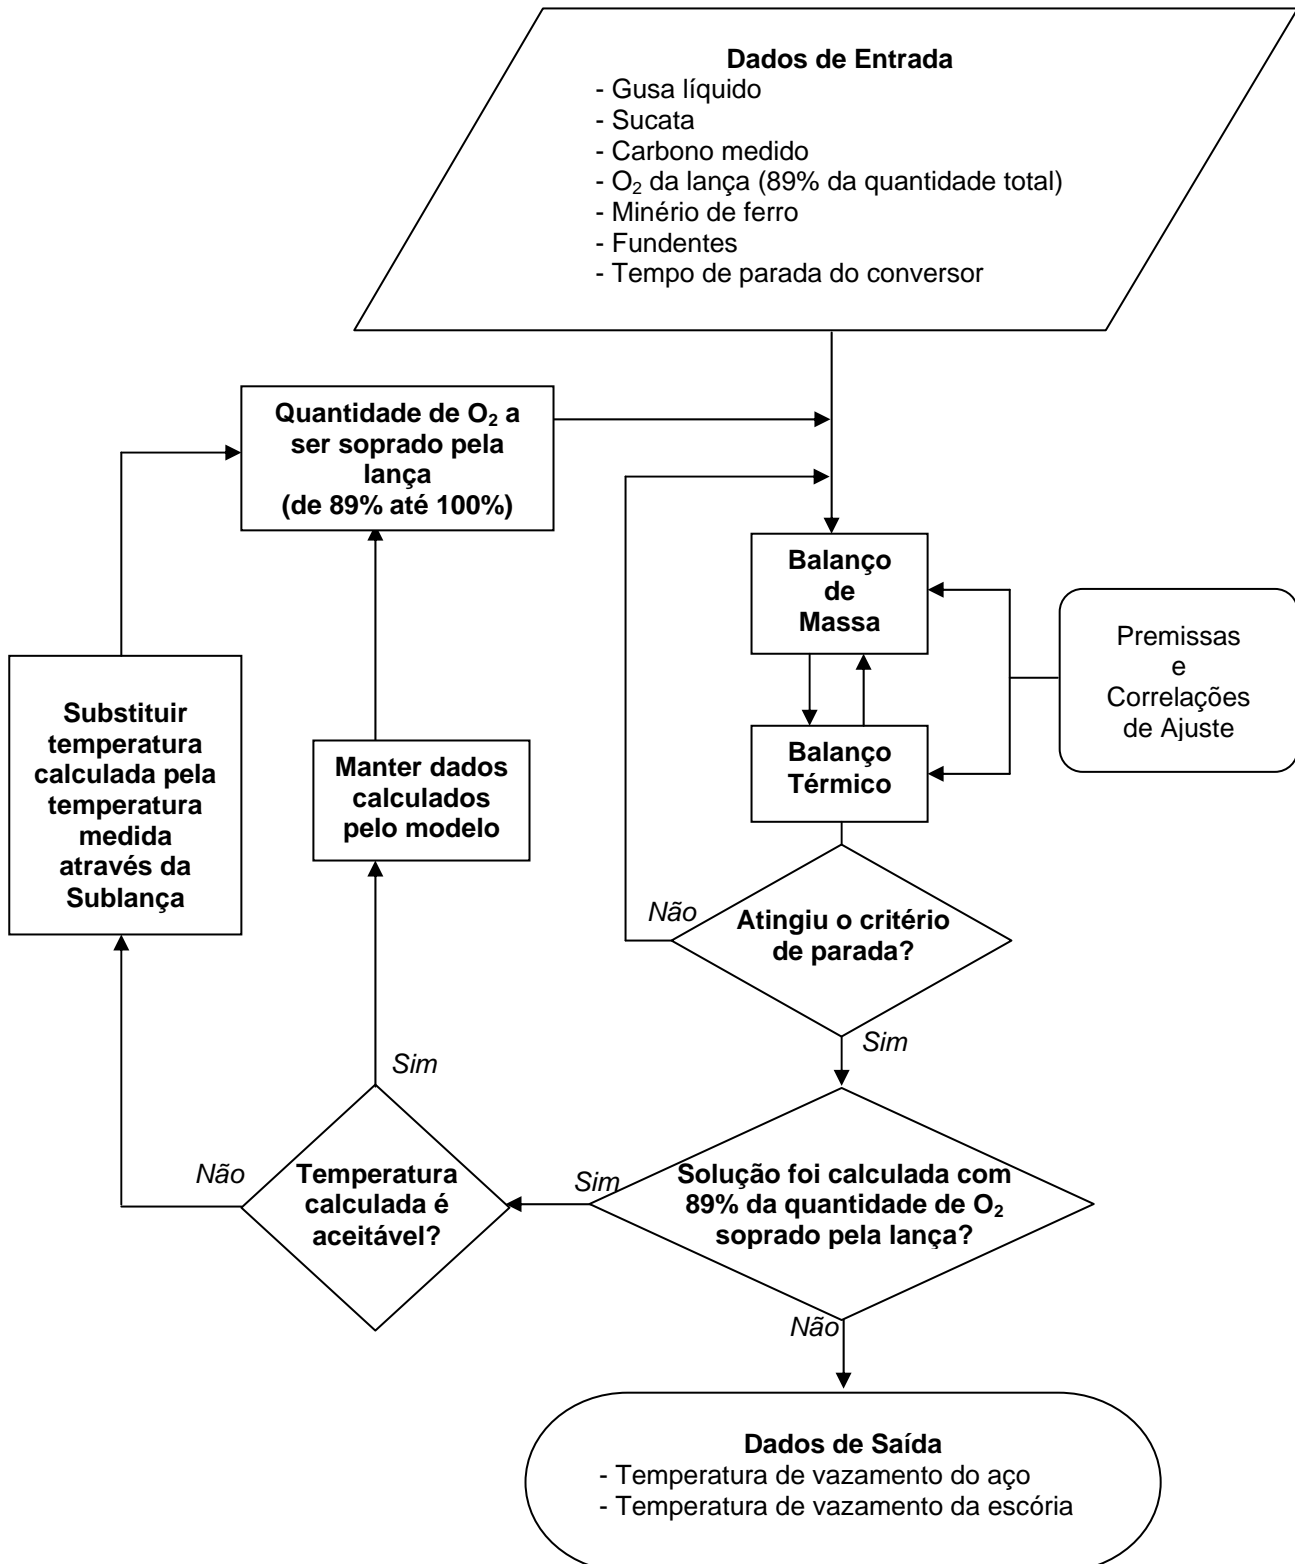 Dados de Entrada
- Gusa líquido
- Sucata
- Carbono medido
- O₂ da lança (89% da quantidade total)
- Minério de ferro
- Fundentes
- Tempo de parada do conversor
Quantidade de O₂ a
ser soprado pela
lança
(de 89% até 100%)
Balanço
de
Massa
Premissas
e
Correlações
de Ajuste
Substituir
temperatura
calculada pela
temperatura
medida
através da
Sublança
Manter dados
calculados
pelo modelo
Balanço
Térmico
Não
Atingiu o critério
de parada?
Sim
Sim
Não
Temperatura
calculada é
aceitável?
Sim
Solução foi calculada com
89% da quantidade de O₂
soprado pela lança?
Não
Dados de Saída
- Temperatura de vazamento do aço
- Temperatura de vazamento da escória